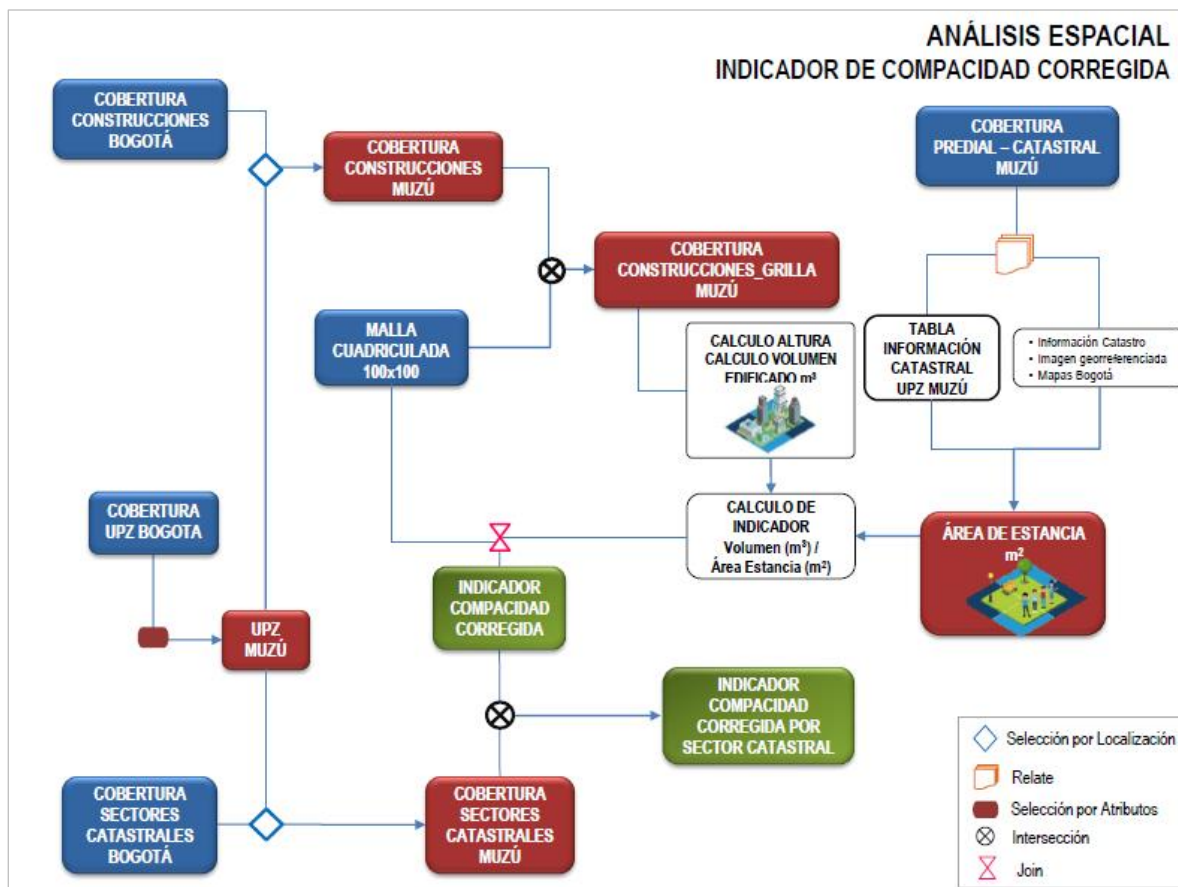 ANÁLISIS ESPACIAL
INDICADOR DE COMPACIDAD CORREGIDA
COBERTURA
CONSTRUCCIONES
BOGOTÁ
COBERTURA
CONSTRUCCIONES
MUZÚ
COBERTURA
PREDIAL – CATASTRAL
MUZÚ
COBERTURA
CONSTRUCCIONES_GRILLA
MUZÚ
MALLA
CUADRICULADA
100x100
CALCULO ALTURA
CALCULO VOLUMEN
EDIFICADO m³
TABLA
INFORMACIÓN
CATASTRAL
UPZ MUZÚ
• Información Catastro
• Imagen georreferenciada
• Mapas Bogotá
COBERTURA
UPZ BOGOTA
CALCULO DE
INDICADOR
Volumen (m³) /
Área Estancia (m²)
ÁREA DE ESTANCIA
m²
INDICADOR
COMPACIDAD
CORREGIDA
UPZ
MUZÚ
INDICADOR
COMPACIDAD
CORREGIDA POR
SECTOR CATASTRAL
COBERTURA
SECTORES
CATASTRALES
BOGOTÁ
COBERTURA
SECTORES
CATASTRALES
MUZÚ
Selección por Localización
Relate
Selección por Atributos
Intersección
Join